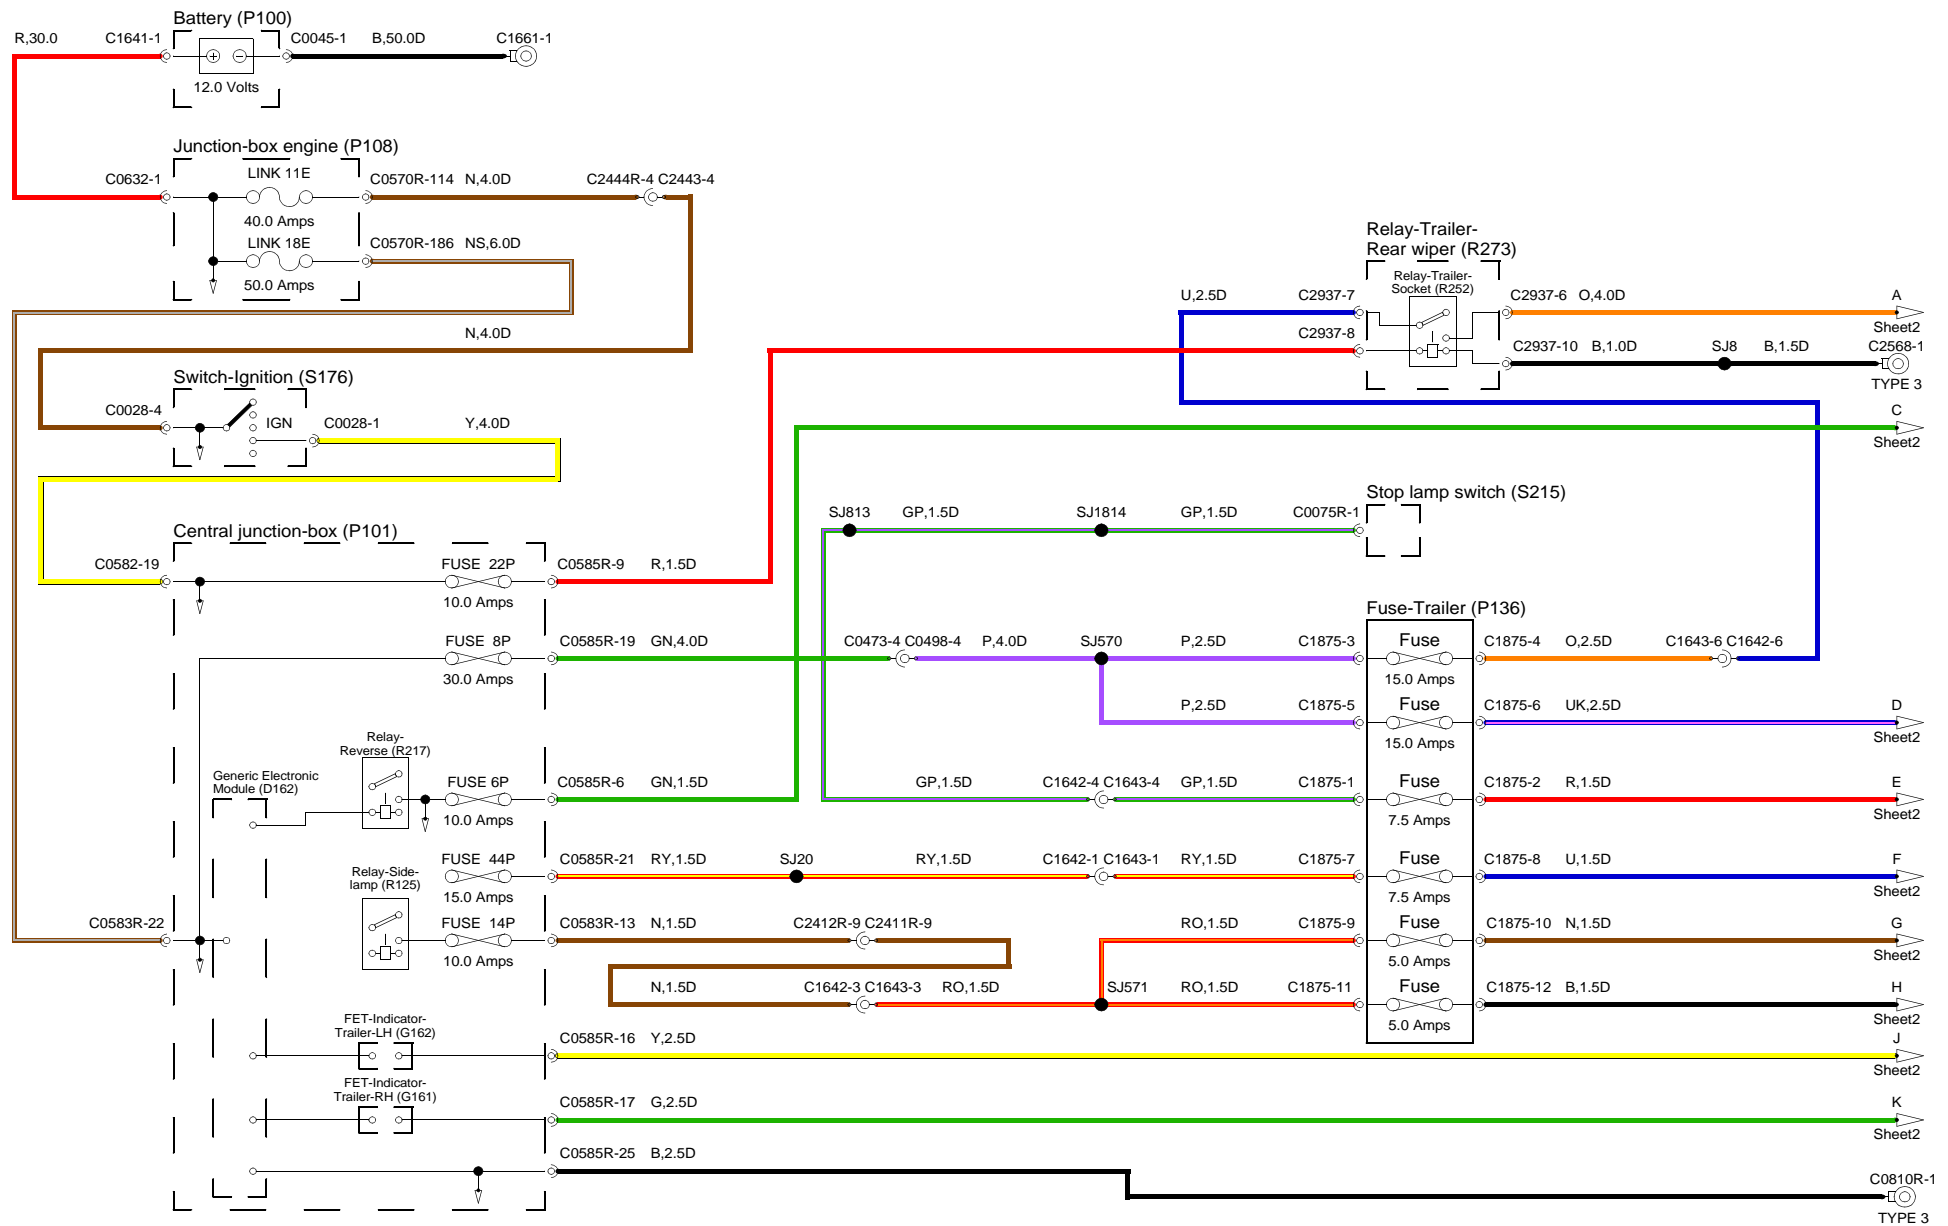 Battery (P100)
R,30.0
C1641-1
C0045-1
B,50.0D
C1661-1
12.0 Volts
Junction-box engine (P108)
LINK 11E
C0632-1
C0570R-114
N,4.0D
C2444R-4
C2443-4
40.0 Amps
LINK 18E
C0570R-186
NS,6.0D
50.0 Amps
N,4.0D
Relay-Trailer-
Rear wiper (R273)
Relay-Trailer-
Socket (R252)
U,2.5D
C2937-7
C2937-6
O,4.0D
A
Sheet2
C2937-8
C2937-10
B,1.0D
SJ8
B,1.5D
C2568-1
TYPE 3
Switch-Ignition (S176)
C0028-4
IGN
C0028-1
Y,4.0D
C
Sheet2
Stop lamp switch (S215)
SJ813
GP,1.5D
SJ1814
GP,1.5D
C0075R-1
Central junction-box (P101)
C0582-19
FUSE 22P
C0585R-9
R,1.5D
10.0 Amps
Fuse-Trailer (P136)
FUSE 8P
C0585R-19
GN,4.0D
C0473-4
C0498-4
P,4.0D
SJ570
P,2.5D
C1875-3
Fuse
C1875-4
O,2.5D
C1643-6
C1642-6
30.0 Amps
15.0 Amps
P,2.5D
C1875-5
Fuse
C1875-6
UK,2.5D
D
Sheet2
15.0 Amps
Relay-
Reverse (R217)
Generic Electronic
Module (D162)
FUSE 6P
C0585R-6
GN,1.5D
GP,1.5D
C1642-4
C1643-4
GP,1.5D
C1875-1
Fuse
C1875-2
R,1.5D
E
Sheet2
10.0 Amps
7.5 Amps
Relay-Side-
lamp (R125)
FUSE 44P
C0585R-21
RY,1.5D
SJ20
RY,1.5D
C1642-1
C1643-1
RY,1.5D
C1875-7
Fuse
C1875-8
U,1.5D
F
Sheet2
15.0 Amps
7.5 Amps
C0583R-22
FUSE 14P
C0583R-13
N,1.5D
C2412R-9
C2411R-9
RO,1.5D
C1875-9
Fuse
C1875-10
N,1.5D
G
Sheet2
10.0 Amps
5.0 Amps
N,1.5D
C1642-3
C1643-3
RO,1.5D
SJ571
RO,1.5D
C1875-11
Fuse
C1875-12
B,1.5D
H
Sheet2
5.0 Amps
FET-Indicator-
Trailer-LH (G162)
C0585R-16
Y,2.5D
J
Sheet2
FET-Indicator-
Trailer-RH (G161)
C0585R-17
G,2.5D
K
Sheet2
C0585R-25
B,2.5D
C0810R-1
TYPE 3